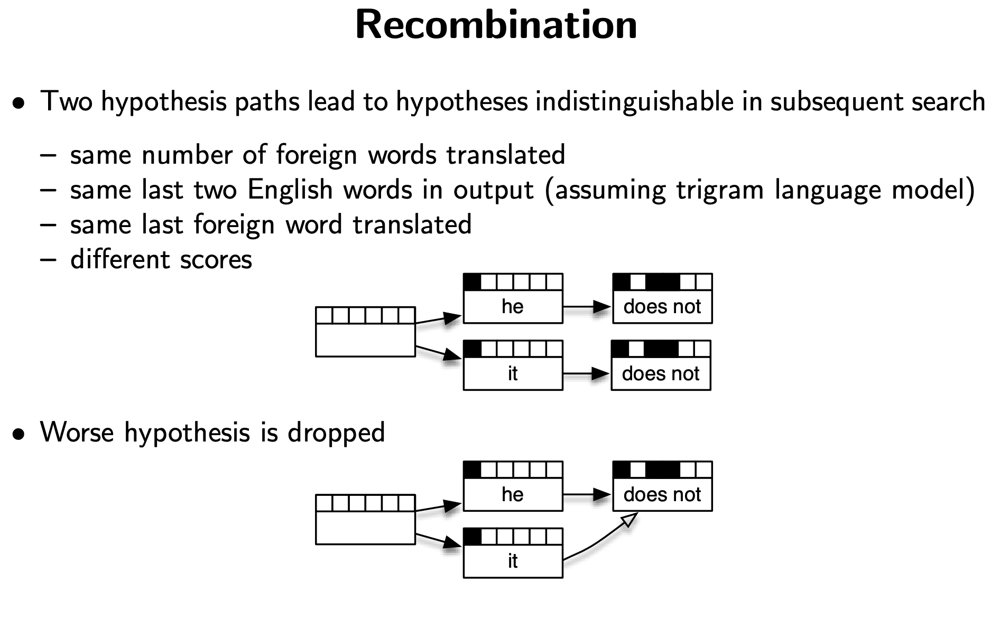 Recombination
• Two hypothesis paths lead to hypotheses indistinguishable in subsequent search
– same number of foreign words translated
– same last two English words in output (assuming trigram language model)
– same last foreign word translated
– different scores
he
does not
it
does not
• Worse hypothesis is dropped
he
does not
it